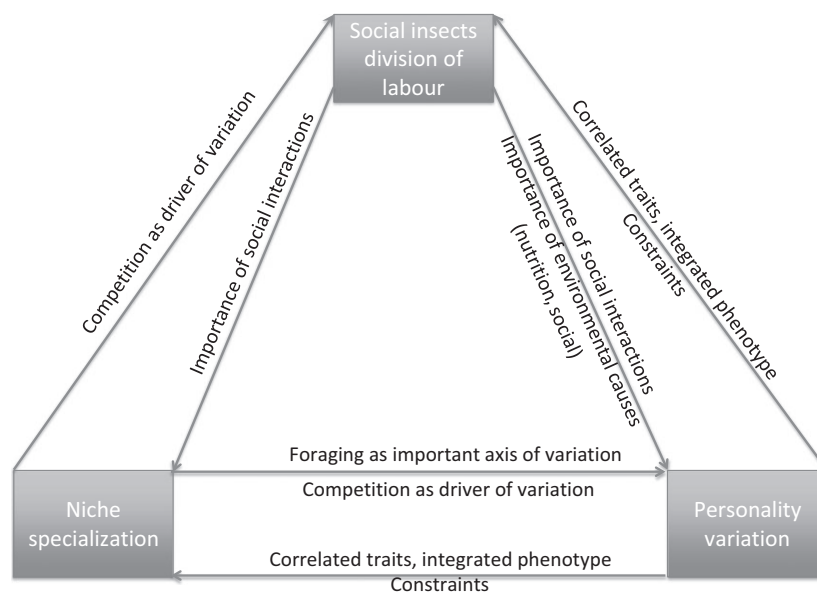 Social insects
division of
labour
Competition as driver of variation
Importance of social interactions
Importance of social interactions
Importance of environmental causes
(nutrition, social)
Correlated traits, integrated phenotype
Constraints
Foraging as important axis of variation
Competition as driver of variation
Niche
specialization
Personality
variation
Correlated traits, integrated phenotype
Constraints